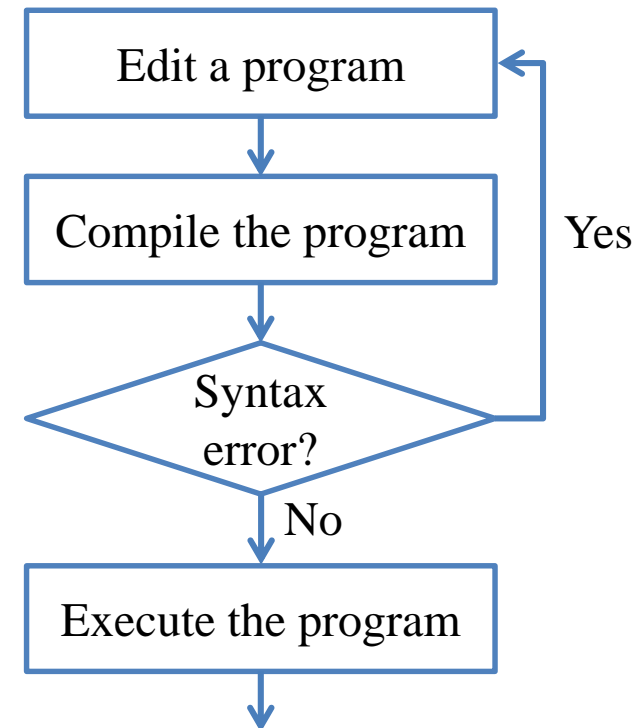 Edit a program
Compile the program
Yes
Syntax
error?
No
Execute the program